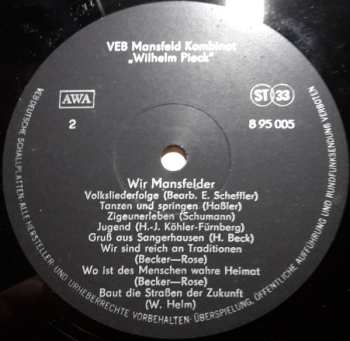 VEB Mansfeld Kombinat
„Wilhelm Pieck“
AWA
ST 33
2
8 95 005
Wir Mansfelder
Volksliederfolge (Bearb. E. Scheffler)
Tanzen und springen (Haßler)
Zigeunerleben (Schumann)
Jugend (H.-J. Köhler-Fürnberg)
Gruß aus Sangerhausen (H. Beck)
Wir sind reich an Traditionen
(Becker—Rose)
Wo ist des Menschen wahre Heimat
(Becker—Rose)
Baut die Straßen der Zukunft
(W. Helm)
VEB DEUTSCHE SCHALLPLATTEN · ALLE HERSTELLER- UND URHEBERRECHTE VORBEHALTEN · ÜBERSPIELUNG, ÖFFENTLICHE AUFFÜHRUNG UND RUNDFUNKSENDUNG VERBOTEN